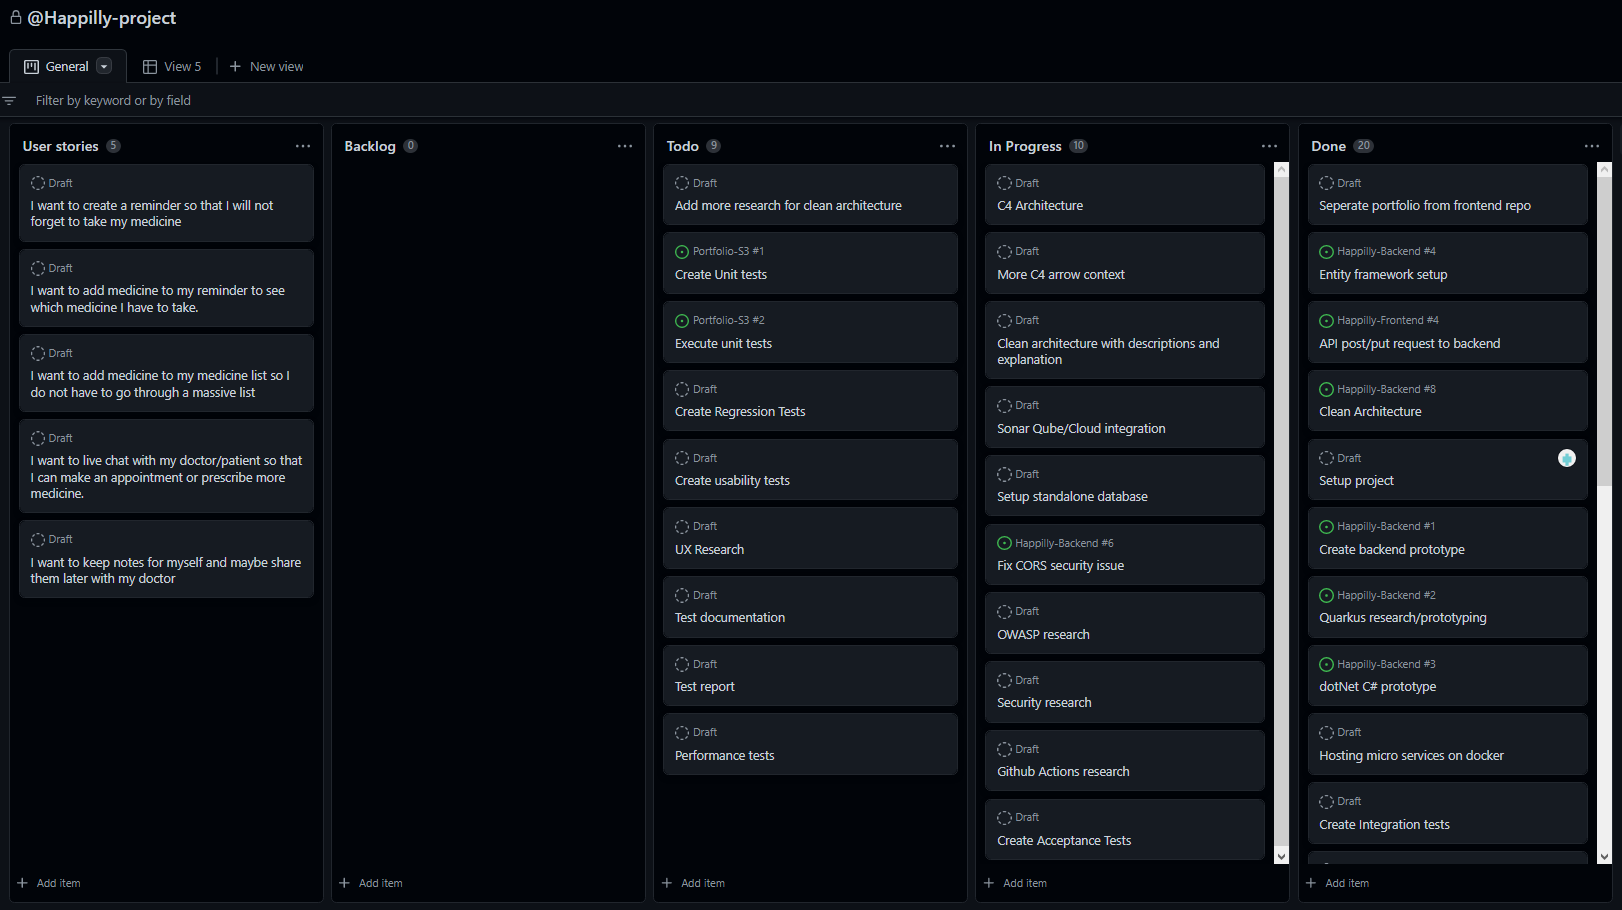 @Happilly-project
General
View 5
New view
Filter by keyword or by field
User stories 5
Draft
I want to create a reminder so that I will not
forget to take my medicine
Draft
I want to add medicine to my reminder to see
which medicine I have to take.
Draft
I want to add medicine to my medicine list so I
do not have to go through a massive list
Draft
I want to live chat with my doctor/patient so that
I can make an appointment or prescribe more
medicine.
Draft
I want to keep notes for myself and maybe share
them later with my doctor
Add item
Backlog 0
Add item
Todo 9
Draft
Add more research for clean architecture
Portfolio-S3 #1
Create Unit tests
Portfolio-S3 #2
Execute unit tests
Draft
Create Regression Tests
Draft
Create usability tests
Draft
UX Research
Draft
Test documentation
Draft
Test report
Draft
Performance tests
Add item
In Progress 10
Draft
C4 Architecture
Draft
More C4 arrow context
Draft
Clean architecture with descriptions and
explanation
Draft
Sonar Qube/Cloud integration
Draft
Setup standalone database
Happilly-Backend #6
Fix CORS security issue
Draft
OWASP research
Draft
Security research
Draft
Github Actions research
Draft
Create Acceptance Tests
Add item
Done 20
Draft
Seperate portfolio from frontend repo
Happilly-Backend #4
Entity framework setup
Happilly-Frontend #4
API post/put request to backend
Happilly-Backend #8
Clean Architecture
Draft
Setup project
Happilly-Backend #1
Create backend prototype
Happilly-Backend #2
Quarkus research/prototyping
Happilly-Backend #3
dotNet C# prototype
Draft
Hosting micro services on docker
Draft
Create Integration tests
Add item